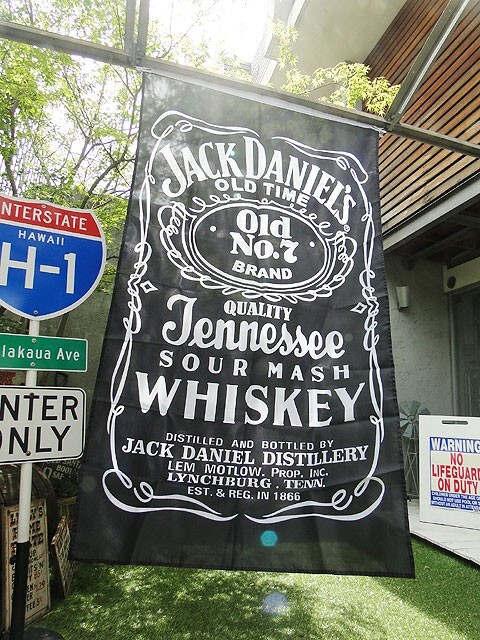 JACK DANIEL'S
OLD TIME
Old
No.7
BRAND
QUALITY
Tennessee
SOUR MASH
WHISKEY
DISTILLED AND BOTTLED BY
JACK DANIEL DISTILLERY
LEM MOTLOW, PROP. INC.
LYNCHBURG, TENN.
EST. & REG. IN 1866
INTERSTATE
HAWAII
H-1
lakaua Ave
NTER
ONLY
WARNING
NO
LIFEGUARD
ON DUTY